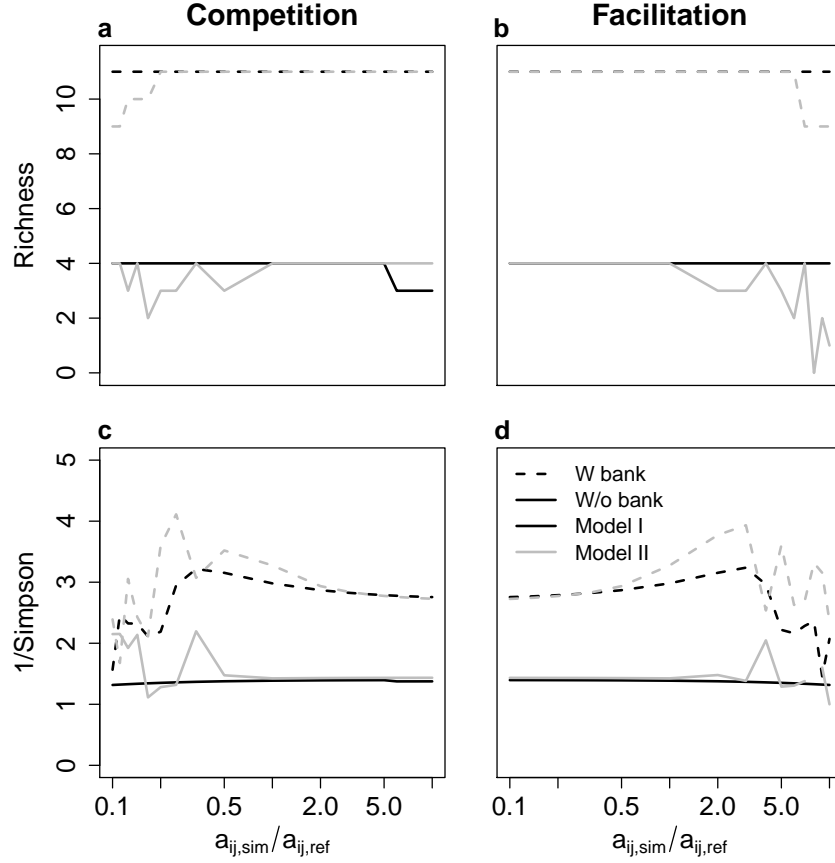 Competition
Facilitation
a
b
Richness
0
2
4
6
8
10
c
d
1/Simpson
0
1
2
3
4
5
W bank
W/o bank
Model I
Model II
0.1
0.5
2.0
5.0
0.1
0.5
2.0
5.0
a_ij,sim/a_ij,ref
a_ij,sim/a_ij,ref